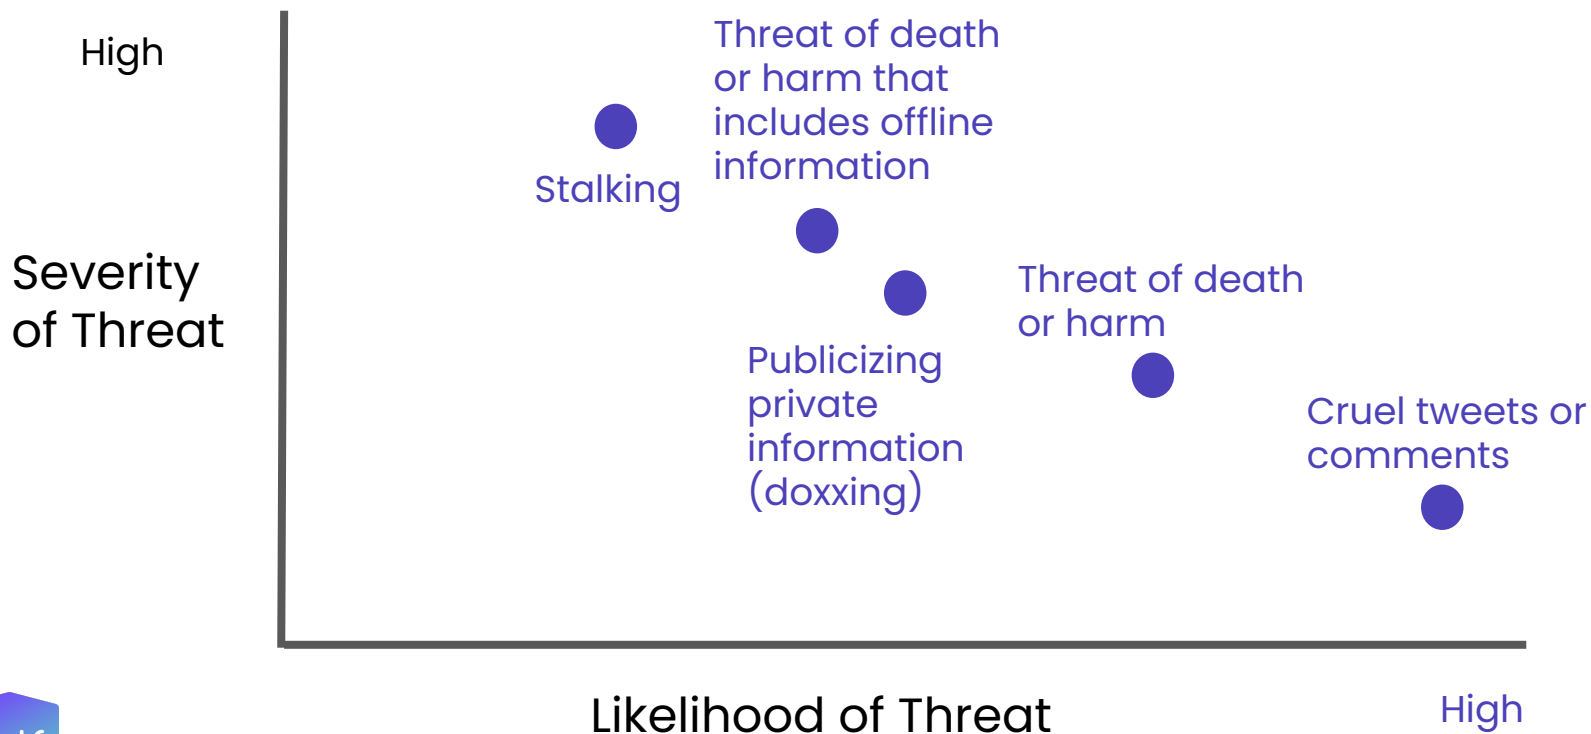 High
Threat of death
or harm that
includes offline
information
Stalking
Severity
of Threat
Threat of death
or harm
Publicizing
private
information
(doxxing)
Cruel tweets or
comments
Likelihood of Threat
High